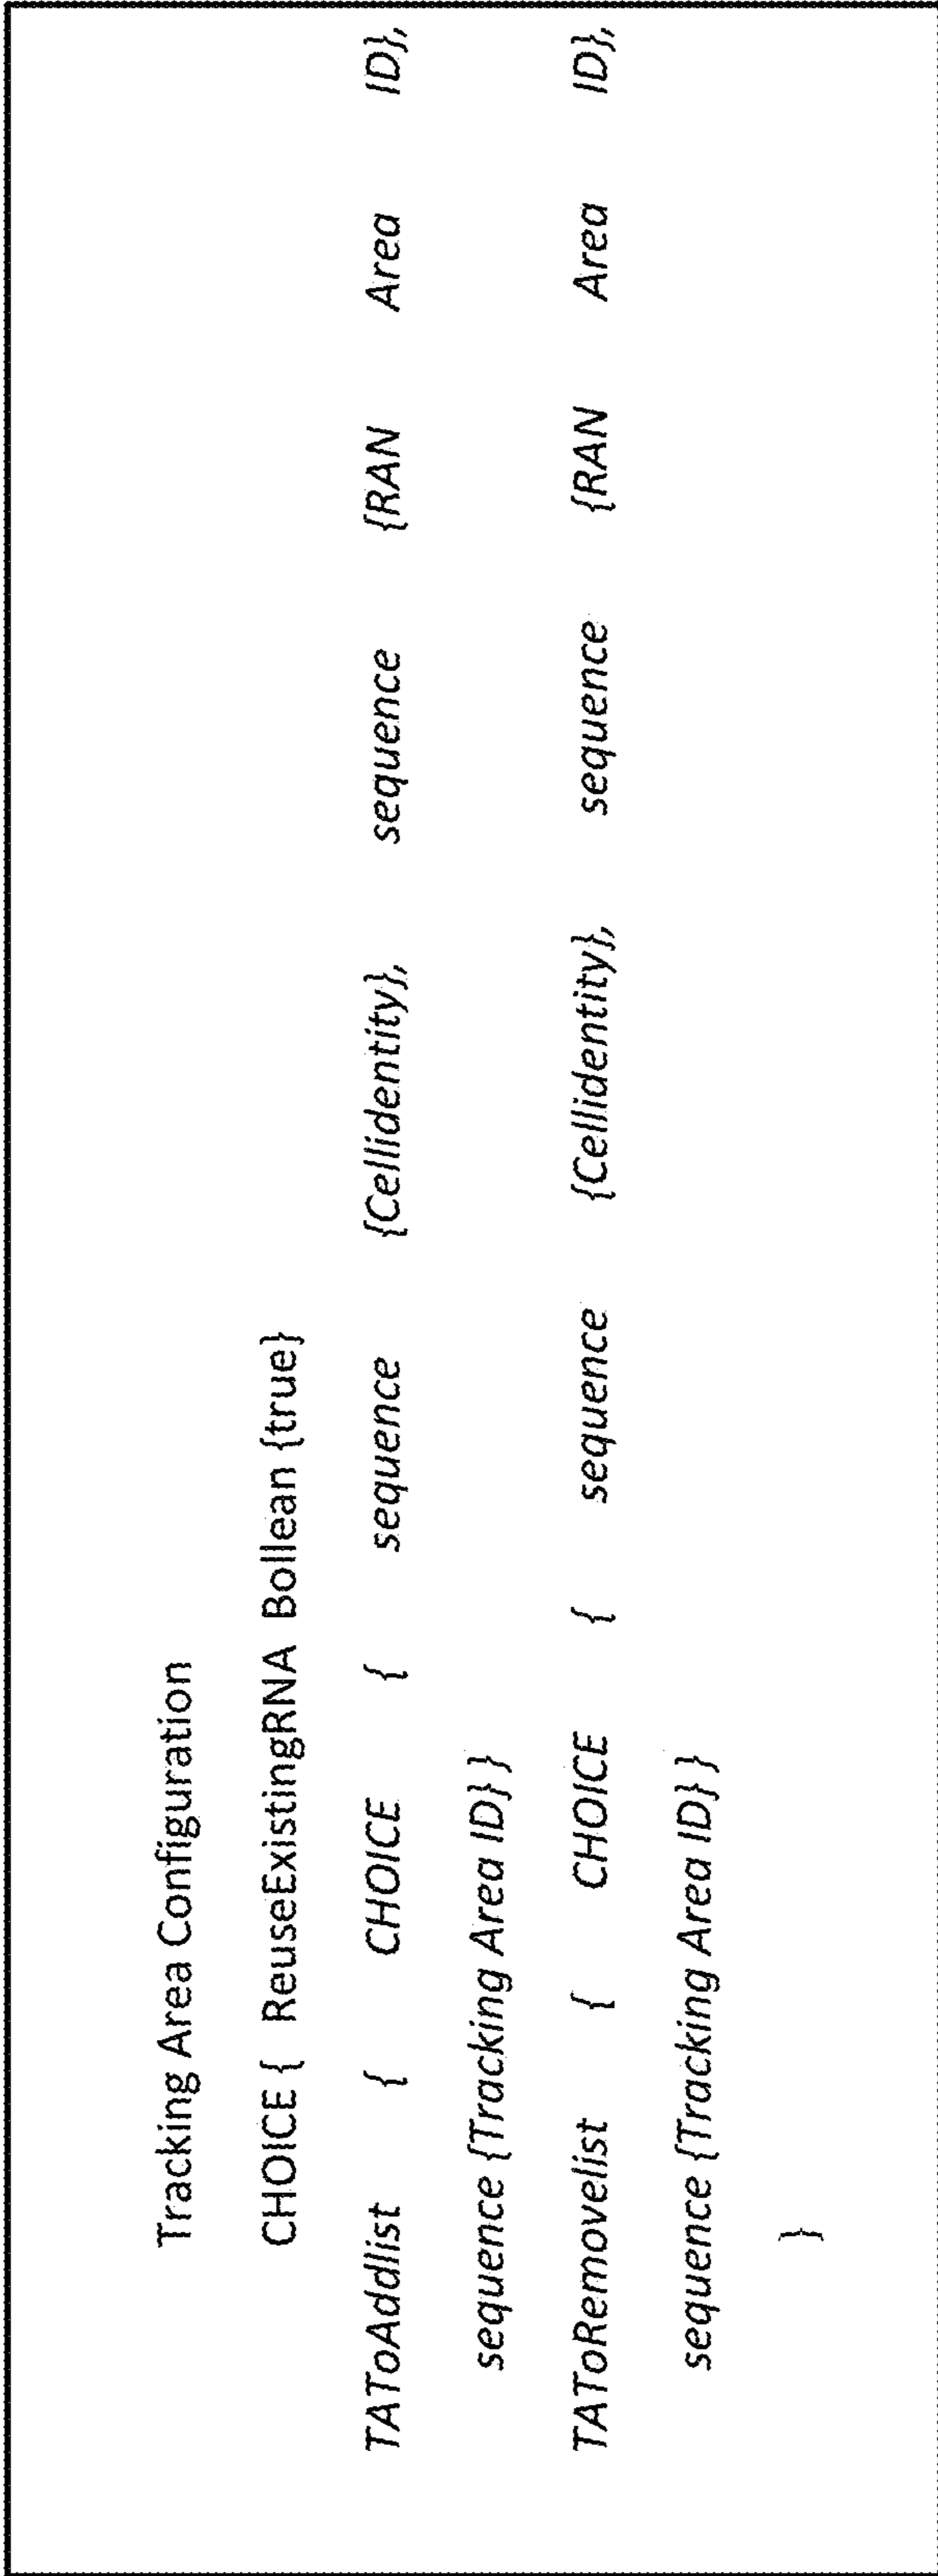 Tracking Area Configuration
CHOICE { ReuseExistingRNA Bollean {true}
TAToAddlist { CHOICE { sequence {Cellidentity}, sequence {RAN Area ID},
sequence {Tracking Area ID} }
TAToRemovelist { CHOICE { sequence {Cellidentity}, sequence {RAN Area ID},
sequence {Tracking Area ID} }
}